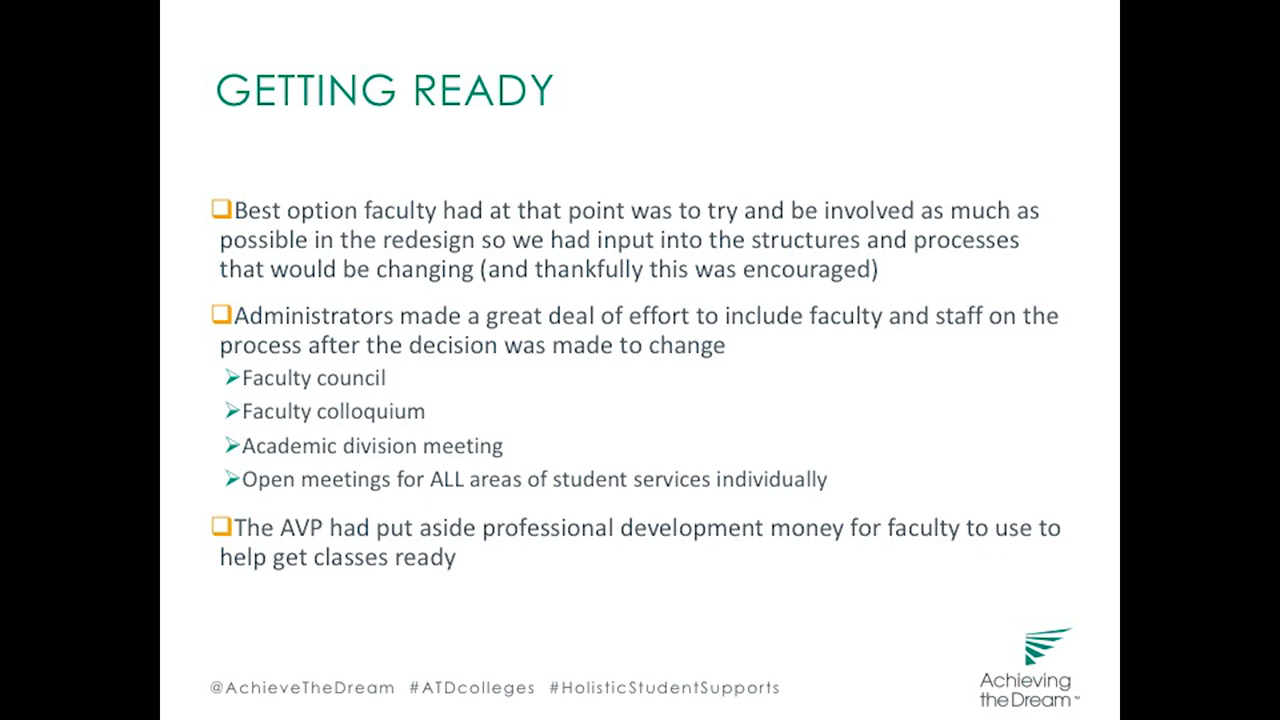 GETTING READY
Best option faculty had at that point was to try and be involved as much as
possible in the redesign so we had input into the structures and processes
that would be changing (and thankfully this was encouraged)
Administrators made a great deal of effort to include faculty and staff on the
process after the decision was made to change
Faculty council
Faculty colloquium
Academic division meeting
Open meetings for ALL areas of student services individually
The AVP had put aside professional development money for faculty to use to
help get classes ready
@AchieveTheDream #ATDcolleges #HolisticStudentSupports
Achieving
the Dream™